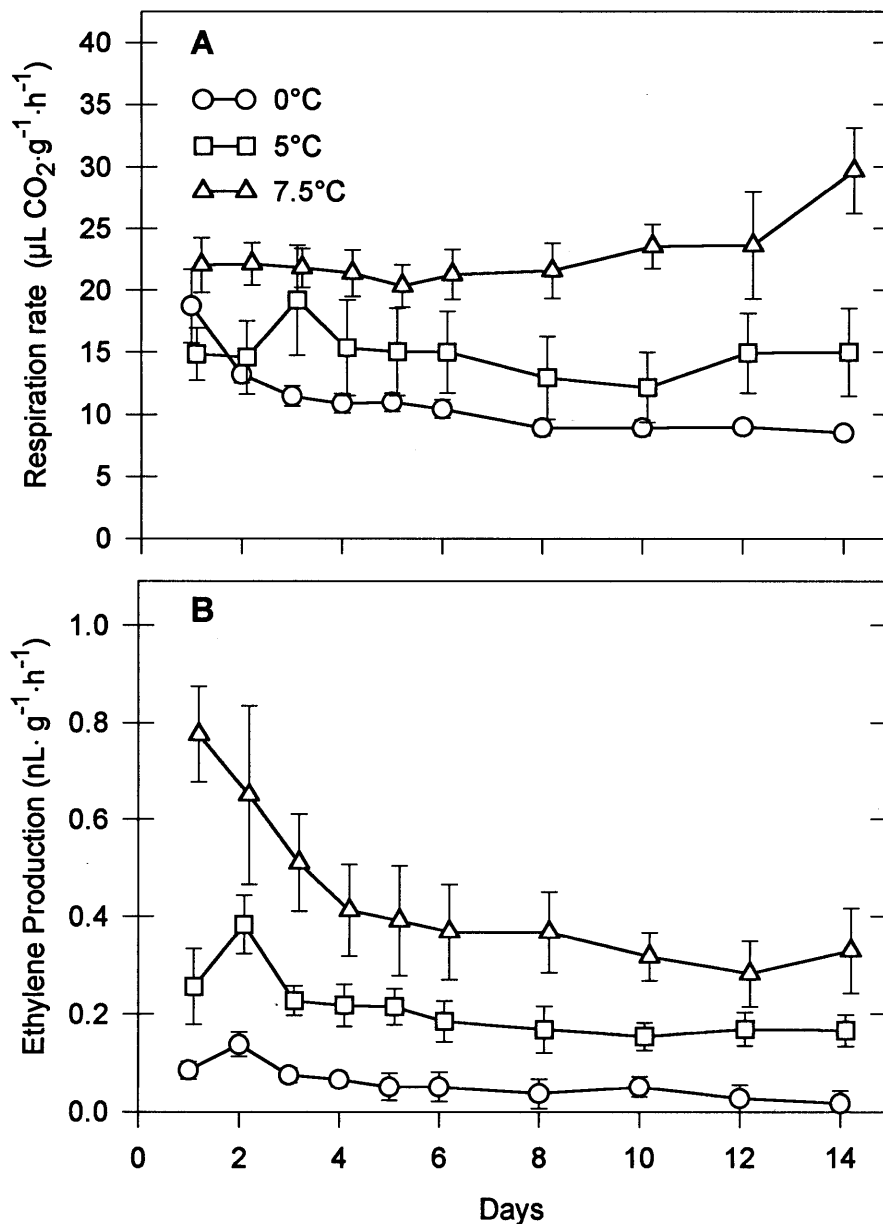 A
0°C
5°C
7.5°C
Respiration rate (µL CO₂·g⁻¹·h⁻¹)
40
35
30
25
20
15
10
5
0
B
Ethylene Production (nL·g⁻¹·h⁻¹)
1.0
0.8
0.6
0.4
0.2
0.0
0 2 4 6 8 10 12 14
Days